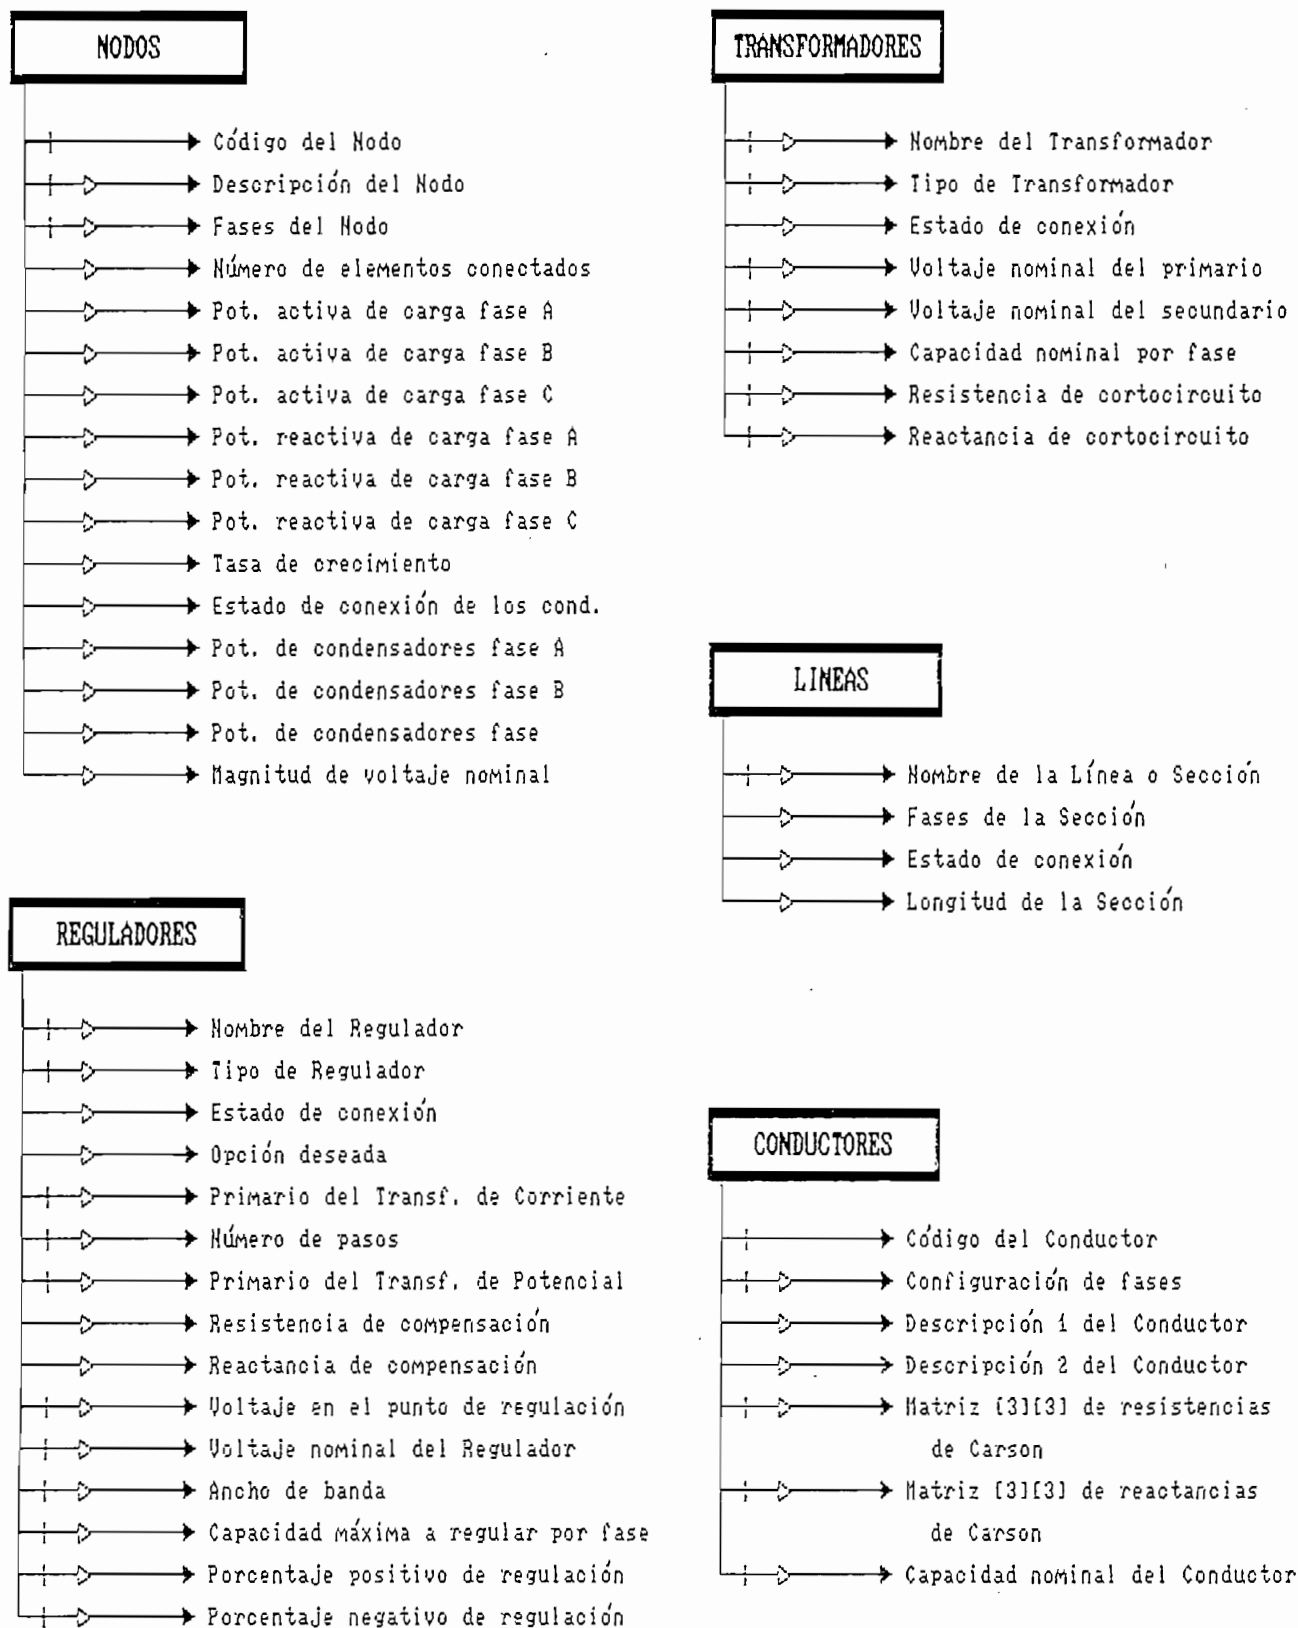 NODOS
Código del Nodo
Descripción del Nodo
Fases del Nodo
Número de elementos conectados
Pot. activa de carga fase A
Pot. activa de carga fase B
Pot. activa de carga fase C
Pot. reactiva de carga fase A
Pot. reactiva de carga fase B
Pot. reactiva de carga fase C
Tasa de crecimiento
Estado de conexión de los cond.
Pot. de condensadores fase A
Pot. de condensadores fase B
Pot. de condensadores fase
Magnitud de voltaje nominal
REGULADORES
Nombre del Regulador
Tipo de Regulador
Estado de conexión
Opción deseada
Primario del Transf. de Corriente
Número de pasos
Primario del Transf. de Potencial
Resistencia de compensación
Reactancia de compensación
Voltaje en el punto de regulación
Voltaje nominal del Regulador
Ancho de banda
Capacidad máxima a regular por fase
Porcentaje positivo de regulación
Porcentaje negativo de regulación
TRANSFORMADORES
Nombre del Transformador
Tipo de Transformador
Estado de conexión
Voltaje nominal del primario
Voltaje nominal del secundario
Capacidad nominal por fase
Resistencia de cortocircuito
Reactancia de cortocircuito
LINEAS
Nombre de la Línea o Sección
Fases de la Sección
Estado de conexión
Longitud de la Sección
CONDUCTORES
Código del Conductor
Configuración de fases
Descripción 1 del Conductor
Descripción 2 del Conductor
Matriz [3][3] de resistencias
de Carson
Matriz [3][3] de reactancias
de Carson
Capacidad nominal del Conductor